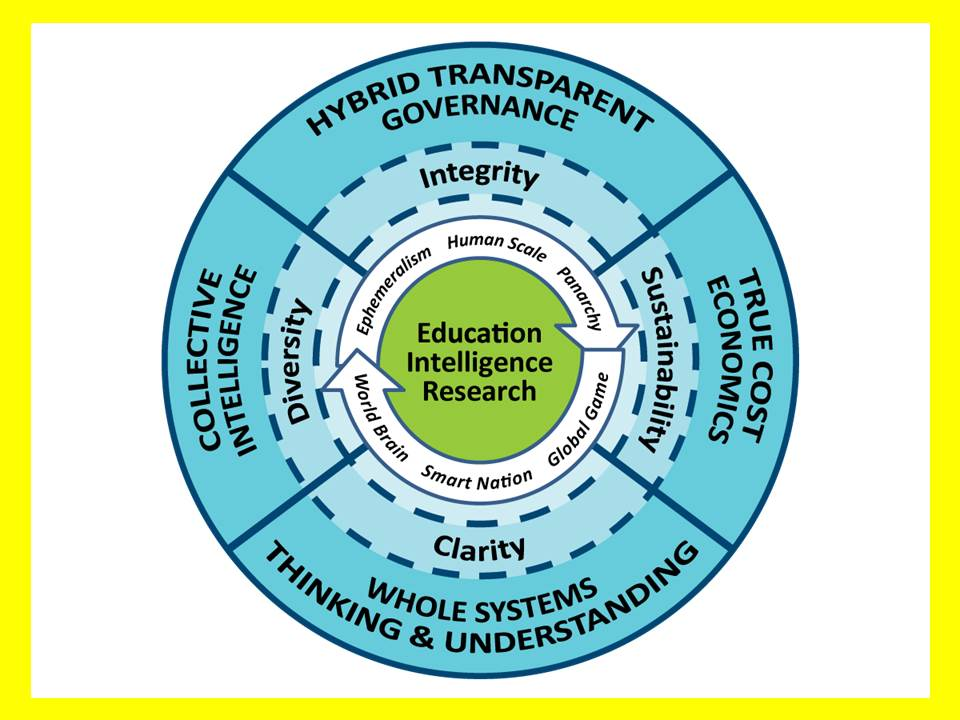 HYBRID TRANSPARENT
GOVERNANCE
Integrity
COLLECTIVE
INTELLIGENCE
Diversity
Ephemeralism
Human Scale
Panarchy
Education
Intelligence
Research
World Brain
Smart Nation
Global Game
Sustainability
TRUE COST
ECONOMICS
Clarity
WHOLE SYSTEMS
THINKING & UNDERSTANDING